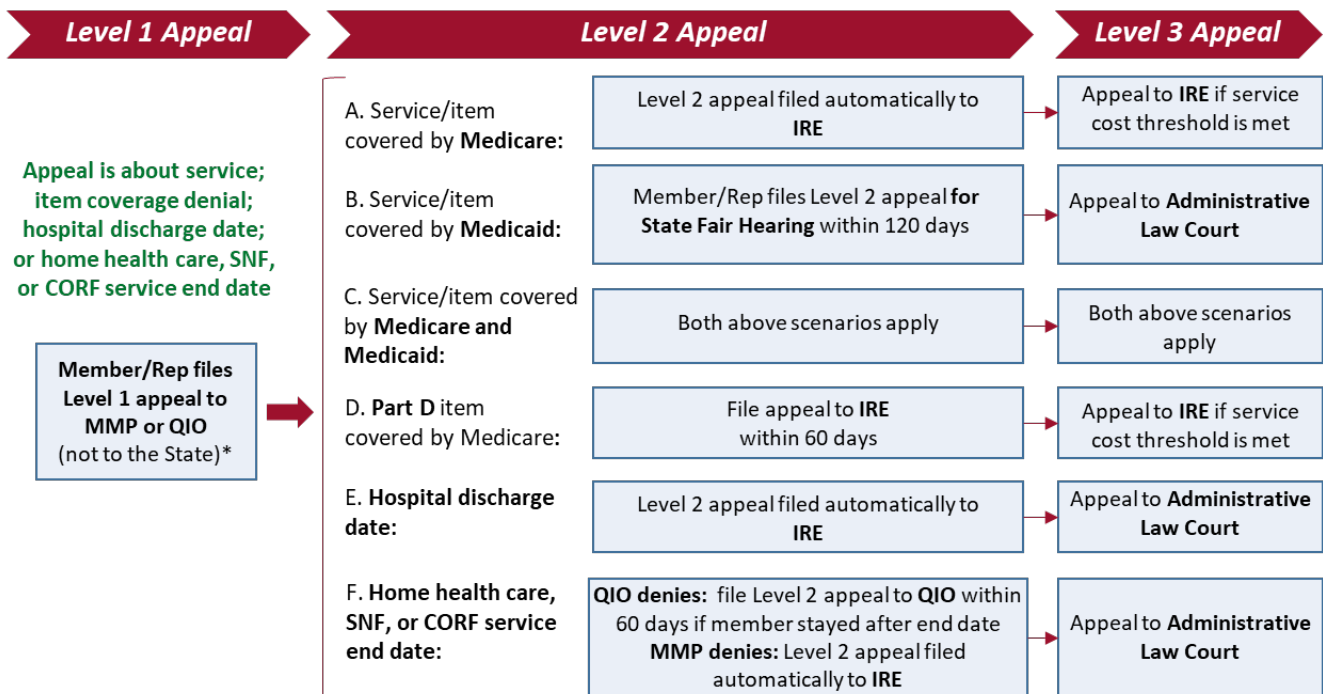 Level 1 Appeal
Level 2 Appeal
Level 3 Appeal
Appeal is about service;
item coverage denial;
hospital discharge date;
or home health care, SNF,
or CORF service end date
Member/Rep files
Level 1 appeal to
MMP or QIO
(not to the State)*
A. Service/item
covered by Medicare:
Level 2 appeal filed automatically to
IRE
Appeal to IRE if service
cost threshold is met
B. Service/item
covered by Medicaid:
Member/Rep files Level 2 appeal for
State Fair Hearing within 120 days
Appeal to Administrative
Law Court
C. Service/item covered
by Medicare and
Medicaid:
Both above scenarios apply
Both above scenarios
apply
D. Part D item
covered by Medicare:
File appeal to IRE
within 60 days
Appeal to IRE if service
cost threshold is met
E. Hospital discharge
date:
Level 2 appeal filed automatically to
IRE
Appeal to Administrative
Law Court
F. Home health care,
SNF, or CORF service
end date:
QIO denies: file Level 2 appeal to QIO within
60 days if member stayed after end date
MMP denies: Level 2 appeal filed
automatically to IRE
Appeal to Administrative
Law Court